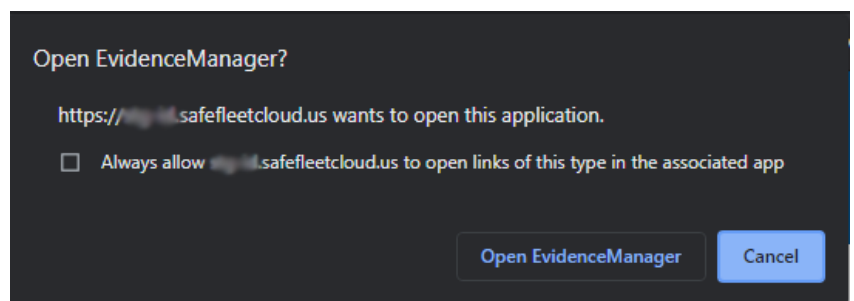 Open EvidenceManager?
https:// .safefleetcloud.us wants to open this application.
Always allow .safefleetcloud.us to open links of this type in the associated app
Open EvidenceManager
Cancel